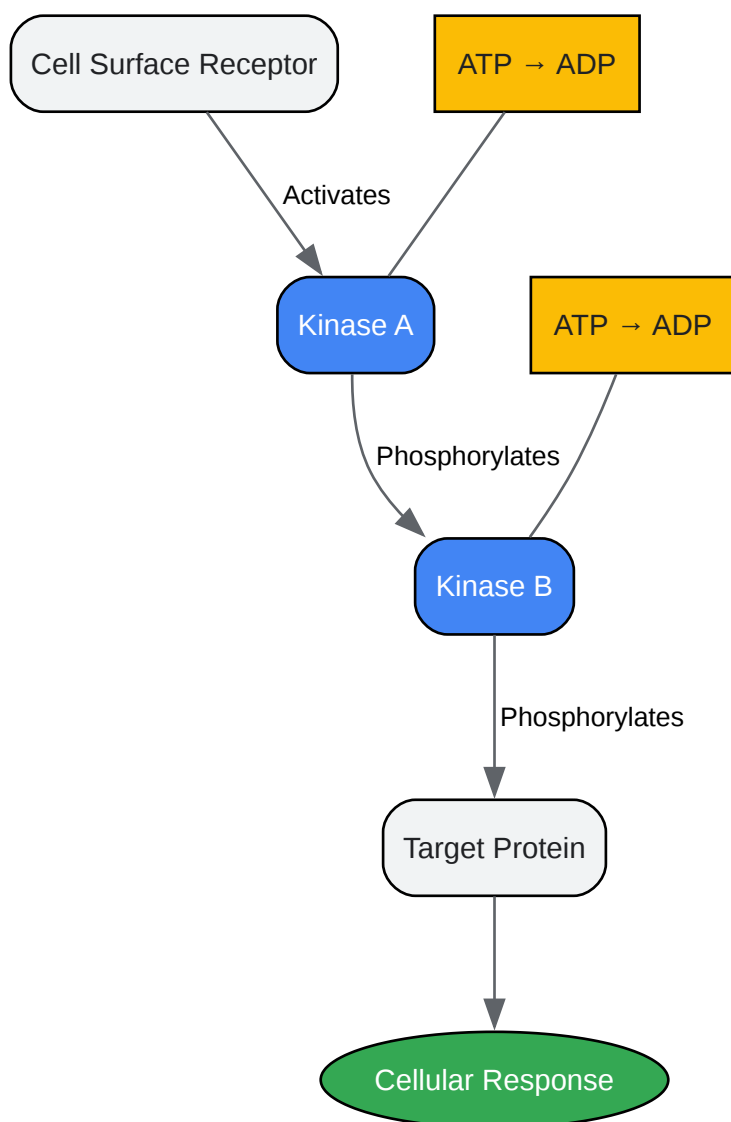 Cell Surface Receptor
ATP → ADP
Activates
Kinase A
ATP → ADP
Phosphorylates
Kinase B
Phosphorylates
Target Protein
Cellular Response